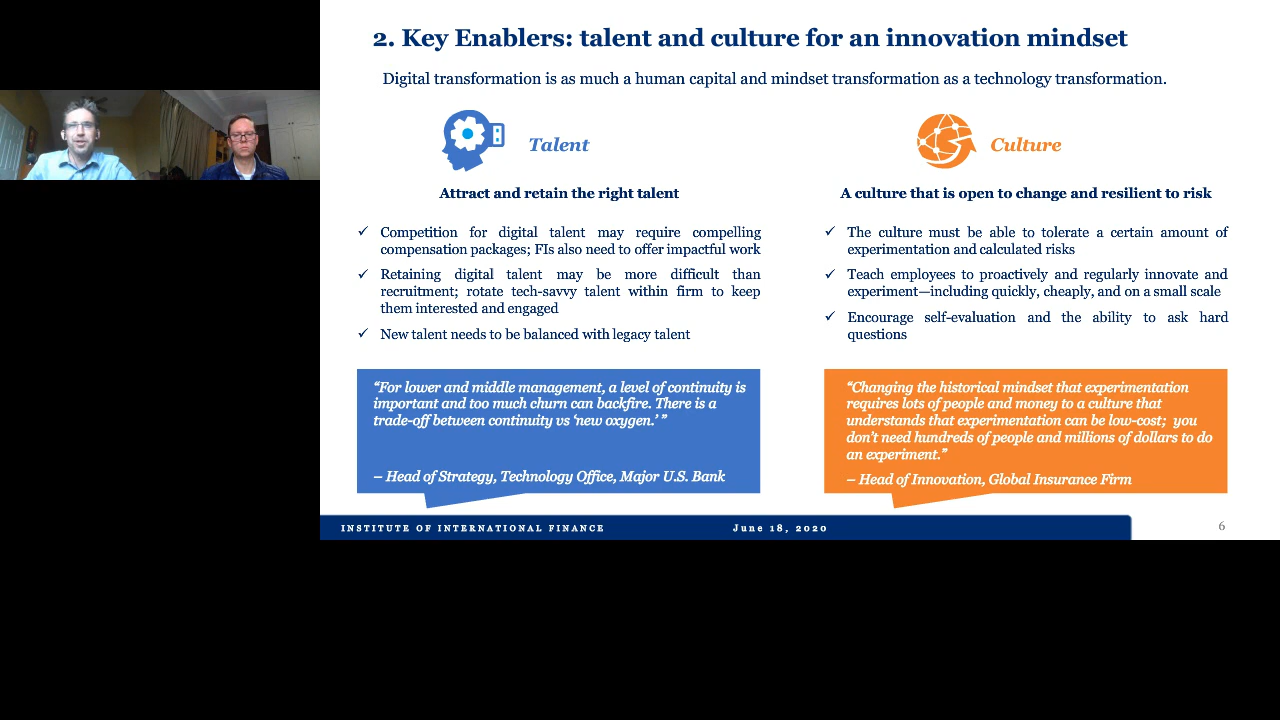 2. Key Enablers: talent and culture for an innovation mindset
Digital transformation is as much a human capital and mindset transformation as a technology transformation.
Talent
Attract and retain the right talent
✓ Competition for digital talent may require compelling
compensation packages; FIs also need to offer impactful work
✓ Retaining digital talent may be more difficult than
recruitment; rotate tech-savvy talent within firm to keep
them interested and engaged
✓ New talent needs to be balanced with legacy talent
“For lower and middle management, a level of continuity is
important and too much churn can backfire. There is a
trade-off between continuity vs ‘new oxygen.’ ”
– Head of Strategy, Technology Office, Major U.S. Bank
Culture
A culture that is open to change and resilient to risk
✓ The culture must be able to tolerate a certain amount of
experimentation and calculated risks
✓ Teach employees to proactively and regularly innovate and
experiment—including quickly, cheaply, and on a small scale
✓ Encourage self-evaluation and the ability to ask hard
questions
“Changing the historical mindset that experimentation
requires lots of people and money to a culture that
understands that experimentation can be low-cost; you
don’t need hundreds of people and millions of dollars to do
an experiment.”
– Head of Innovation, Global Insurance Firm
INSTITUTE OF INTERNATIONAL FINANCE
June 18, 2020
6